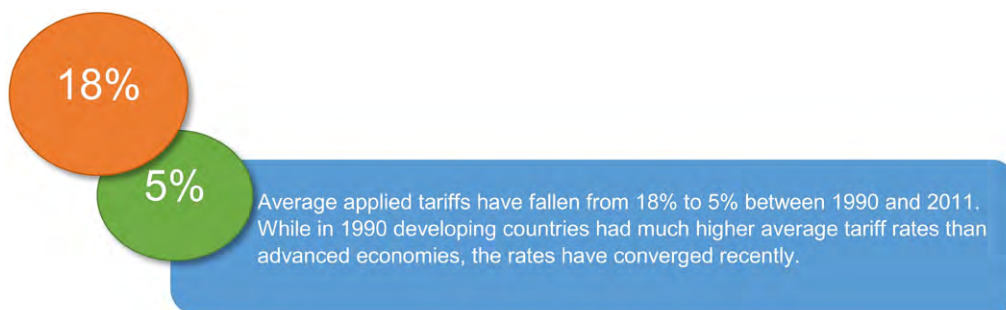 18%
5%
Average applied tariffs have fallen from 18% to 5% between 1990 and 2011.
While in 1990 developing countries had much higher average tariff rates than
advanced economies, the rates have converged recently.